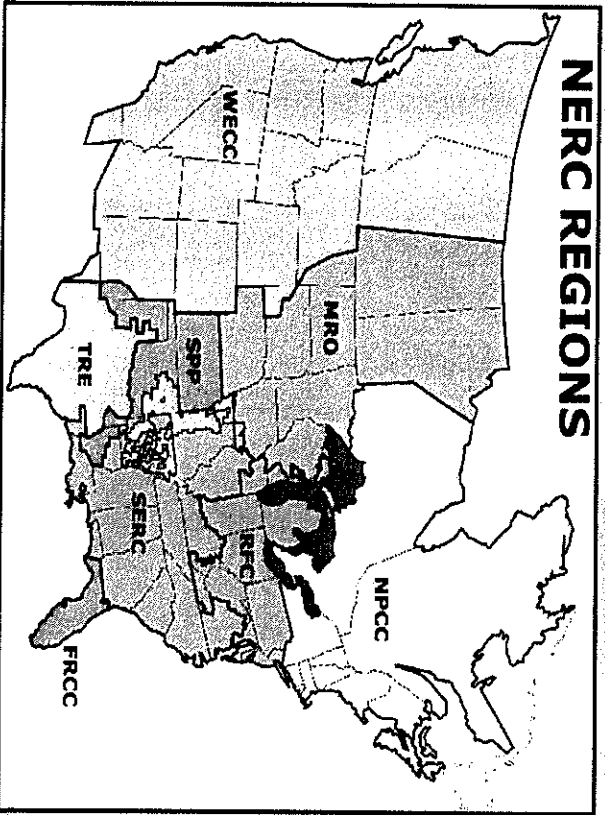 NERC REGIONS
WECC
MRO
NPCC
SPP
RFC
TRE
SERC
FRCC